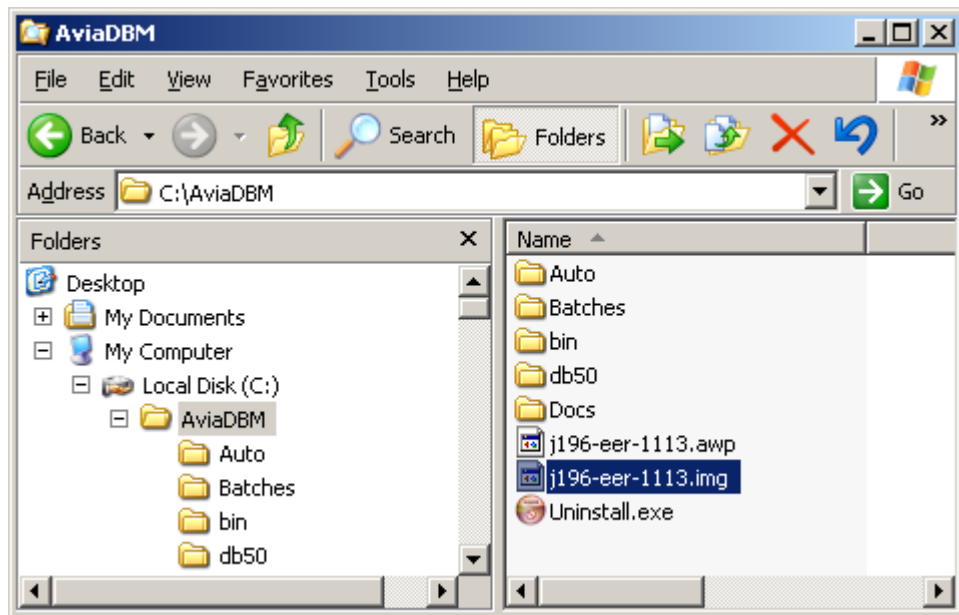 AviaDBM
File Edit View Favorites Tools Help
Back Search Folders »
Address C:\AviaDBM Go
Folders
Desktop
My Documents
My Computer
Local Disk (C:)
AviaDBM
Auto
Batches
bin
db50
Name
Auto
Batches
bin
db50
Docs
j196-eer-1113.awp
j196-eer-1113.img
Uninstall.exe